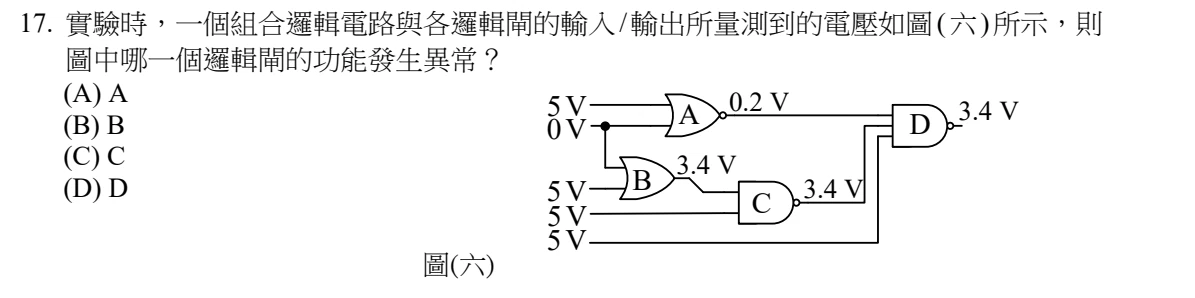 17. 實驗時，一個組合邏輯電路與各邏輯閘的輸入/輸出所量測到的電壓如圖(六)所示，則
圖中哪一個邏輯閘的功能發生異常？
(A) A
(B) B
(C) C
(D) D
5 V
0 V
A
0.2 V
D
3.4 V
5 V
B
3.4 V
5 V
C
3.4 V
5 V
圖(六)